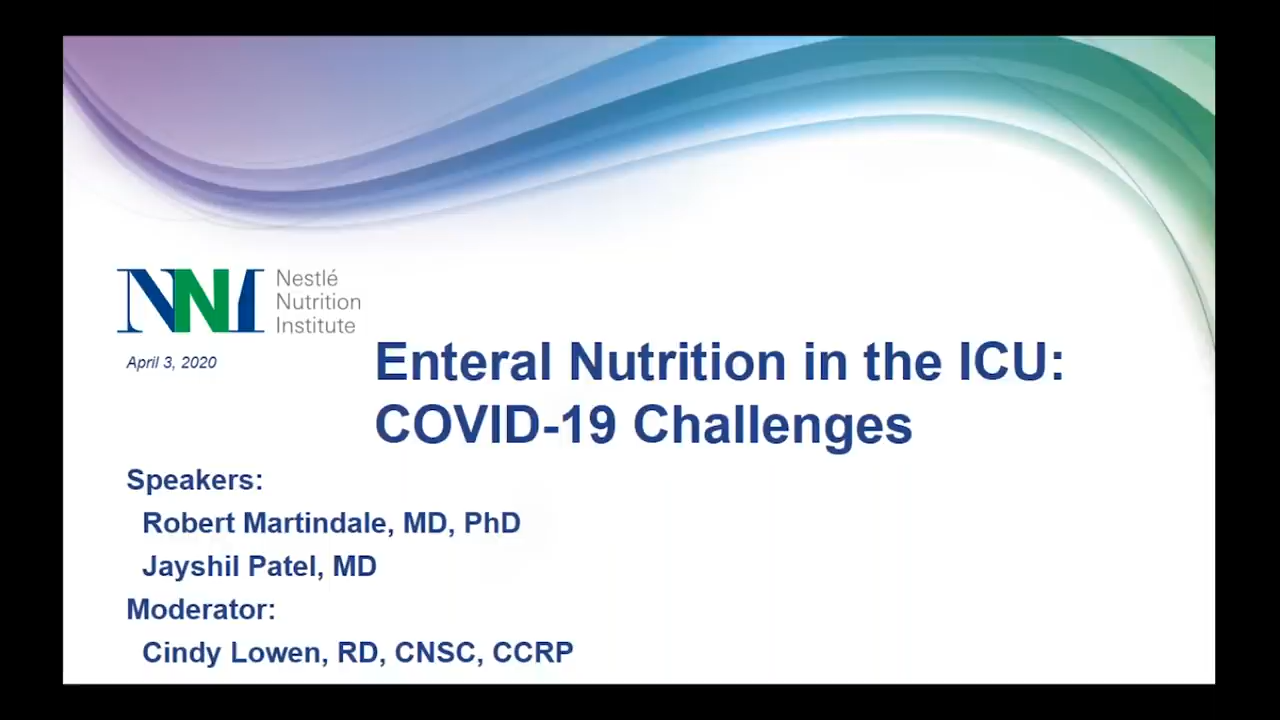 NNI
Nestlé
Nutrition
Institute
April 3, 2020
Enteral Nutrition in the ICU:
COVID-19 Challenges
Speakers:
Robert Martindale, MD, PhD
Jayshil Patel, MD
Moderator:
Cindy Lowen, RD, CNSC, CCRP